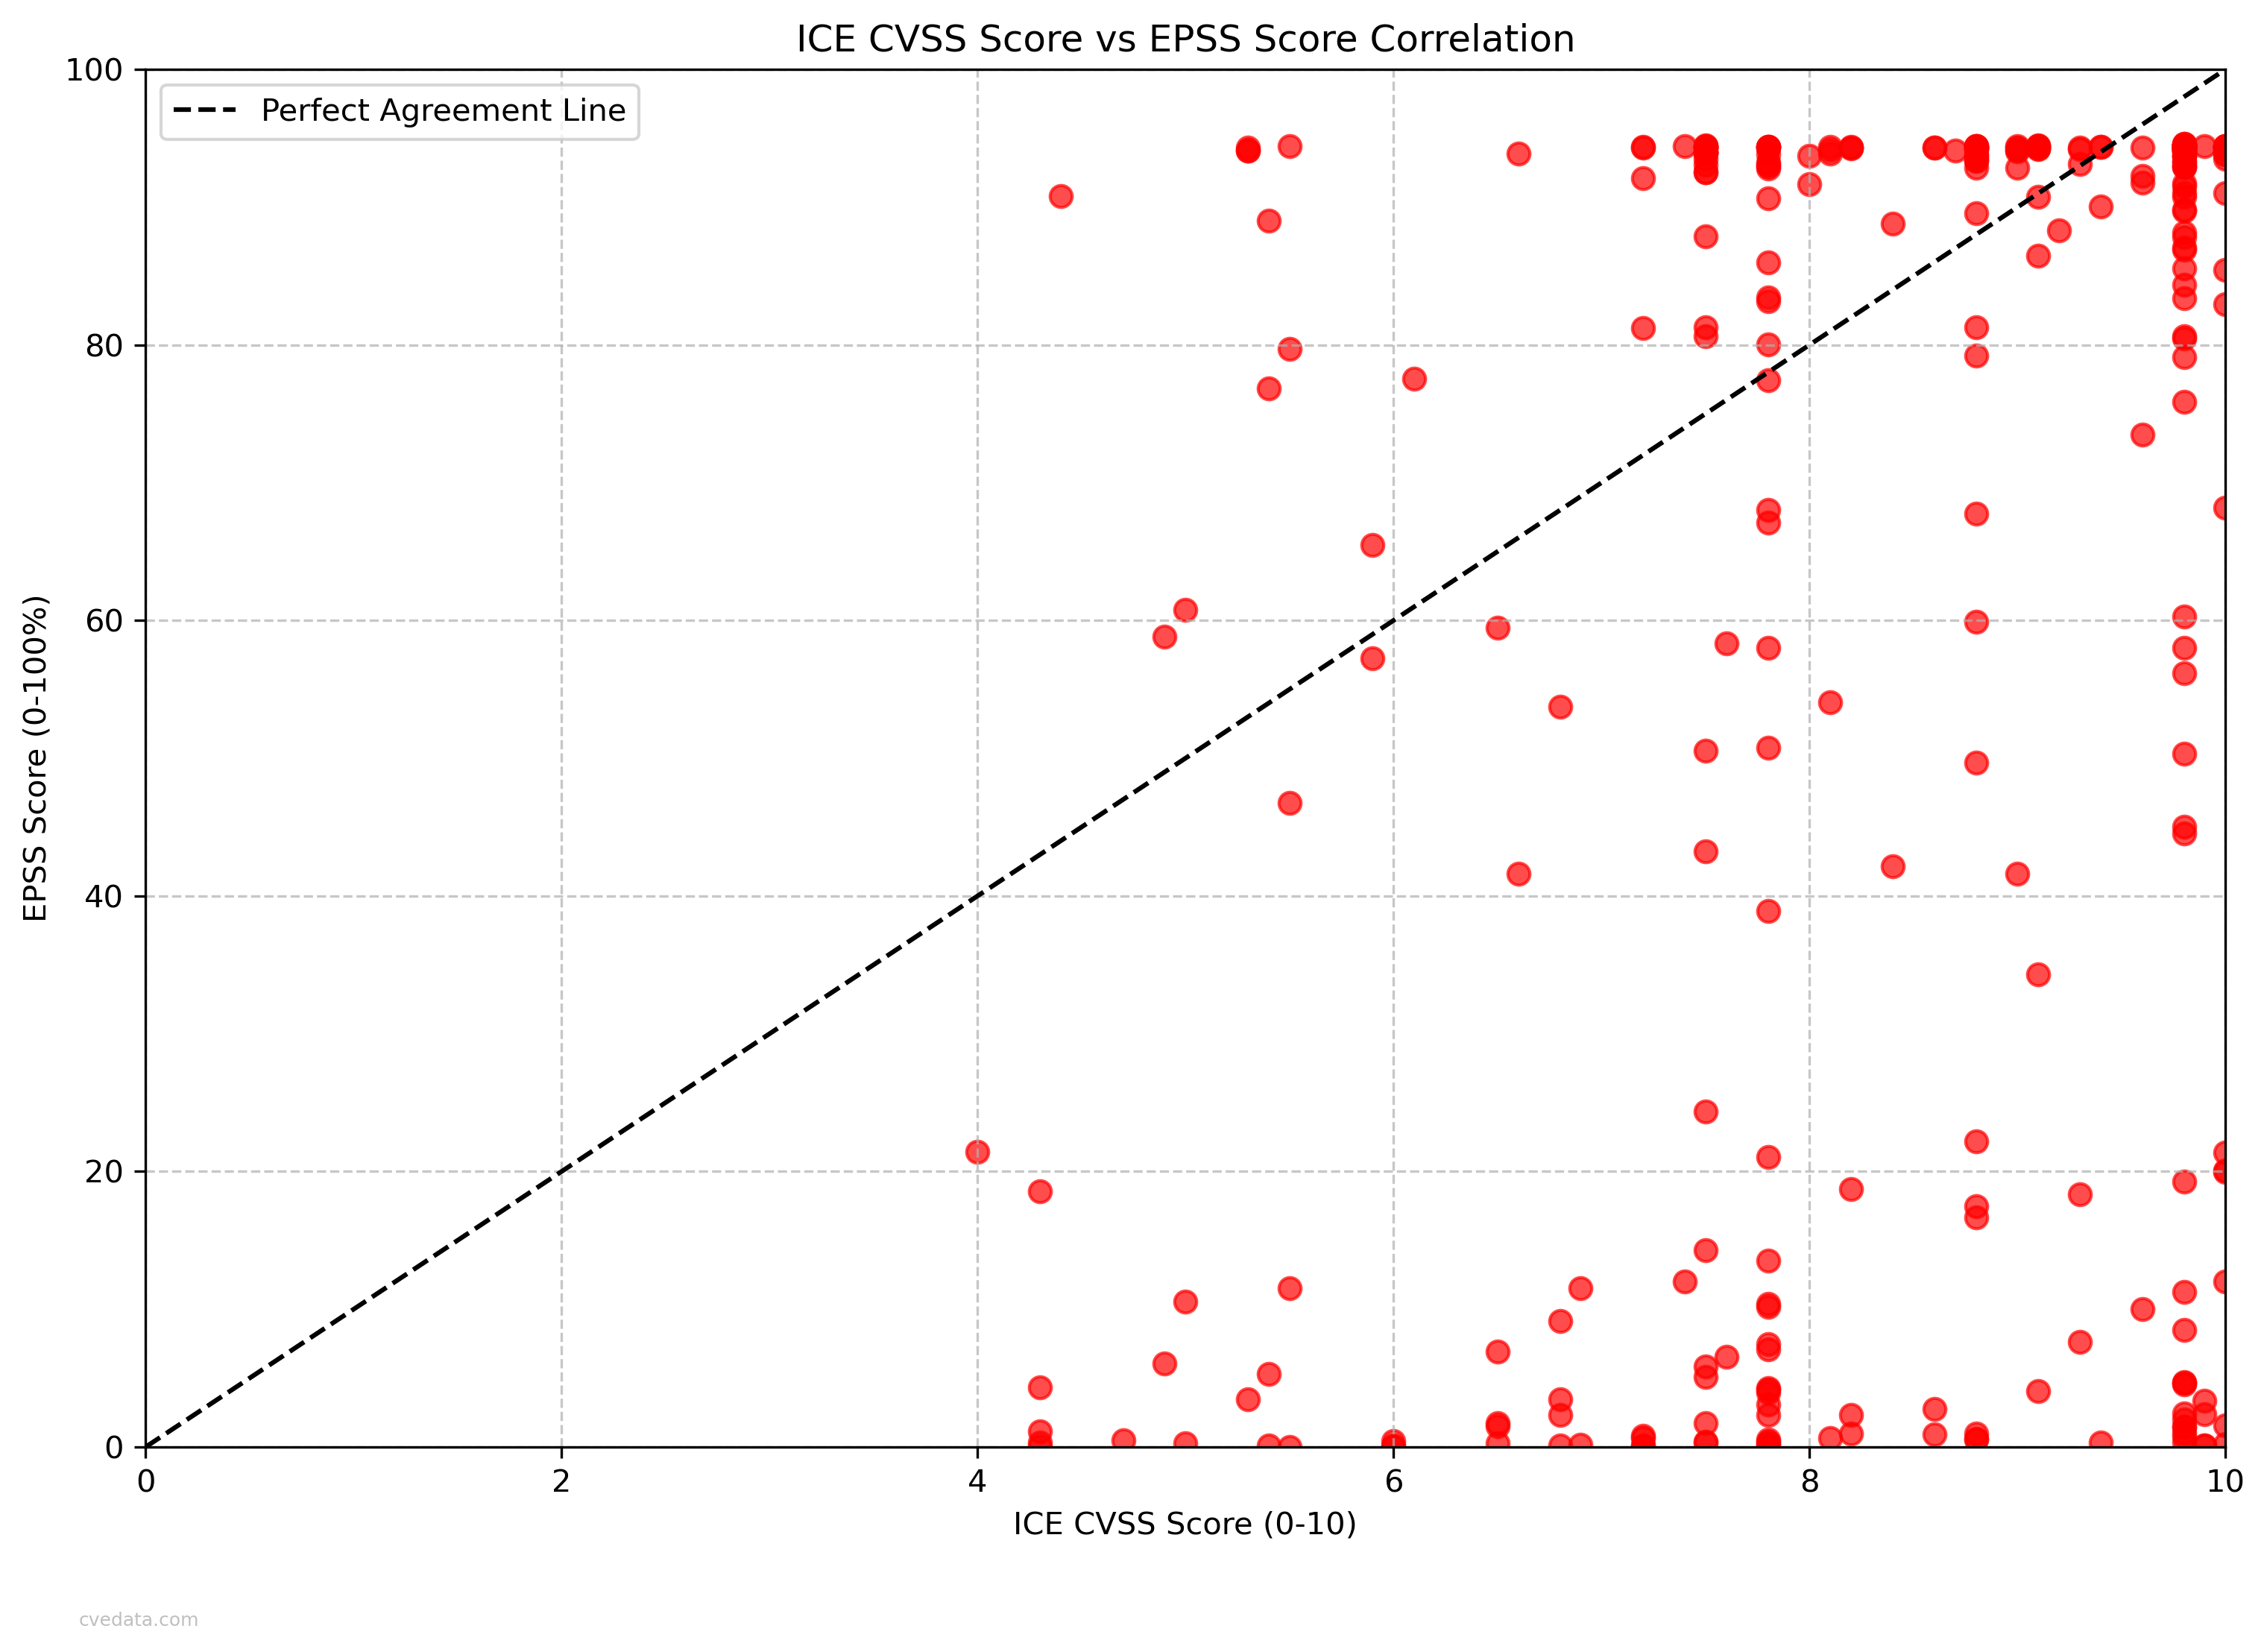 ICE CVSS Score vs EPSS Score Correlation
Perfect Agreement Line
EPSS Score (0-100%)
100
80
60
40
20
0
0 2 4 6 8 10
ICE CVSS Score (0-10)
cvedata.com